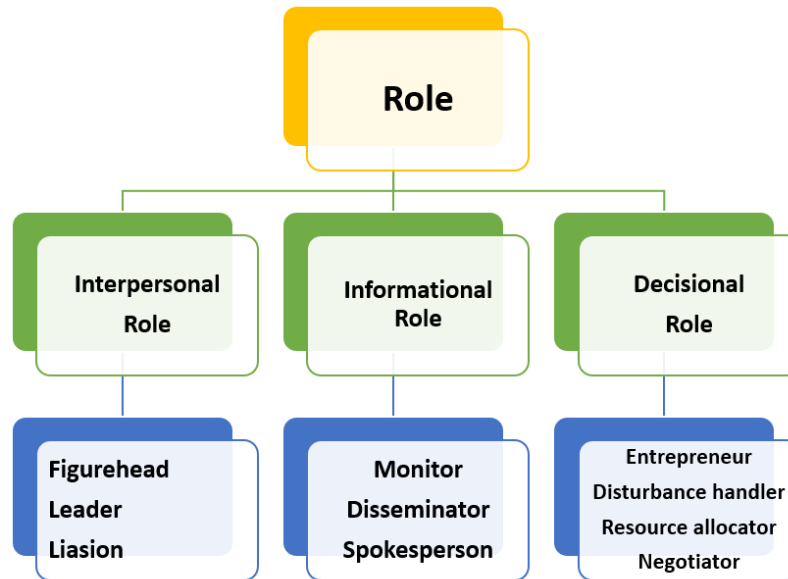 Role
Interpersonal
Role
Informational
Role
Decisional
Role
Figurehead
Leader
Liasion
Monitor
Disseminator
Spokesperson
Entrepreneur
Disturbance handler
Resource allocator
Negotiator